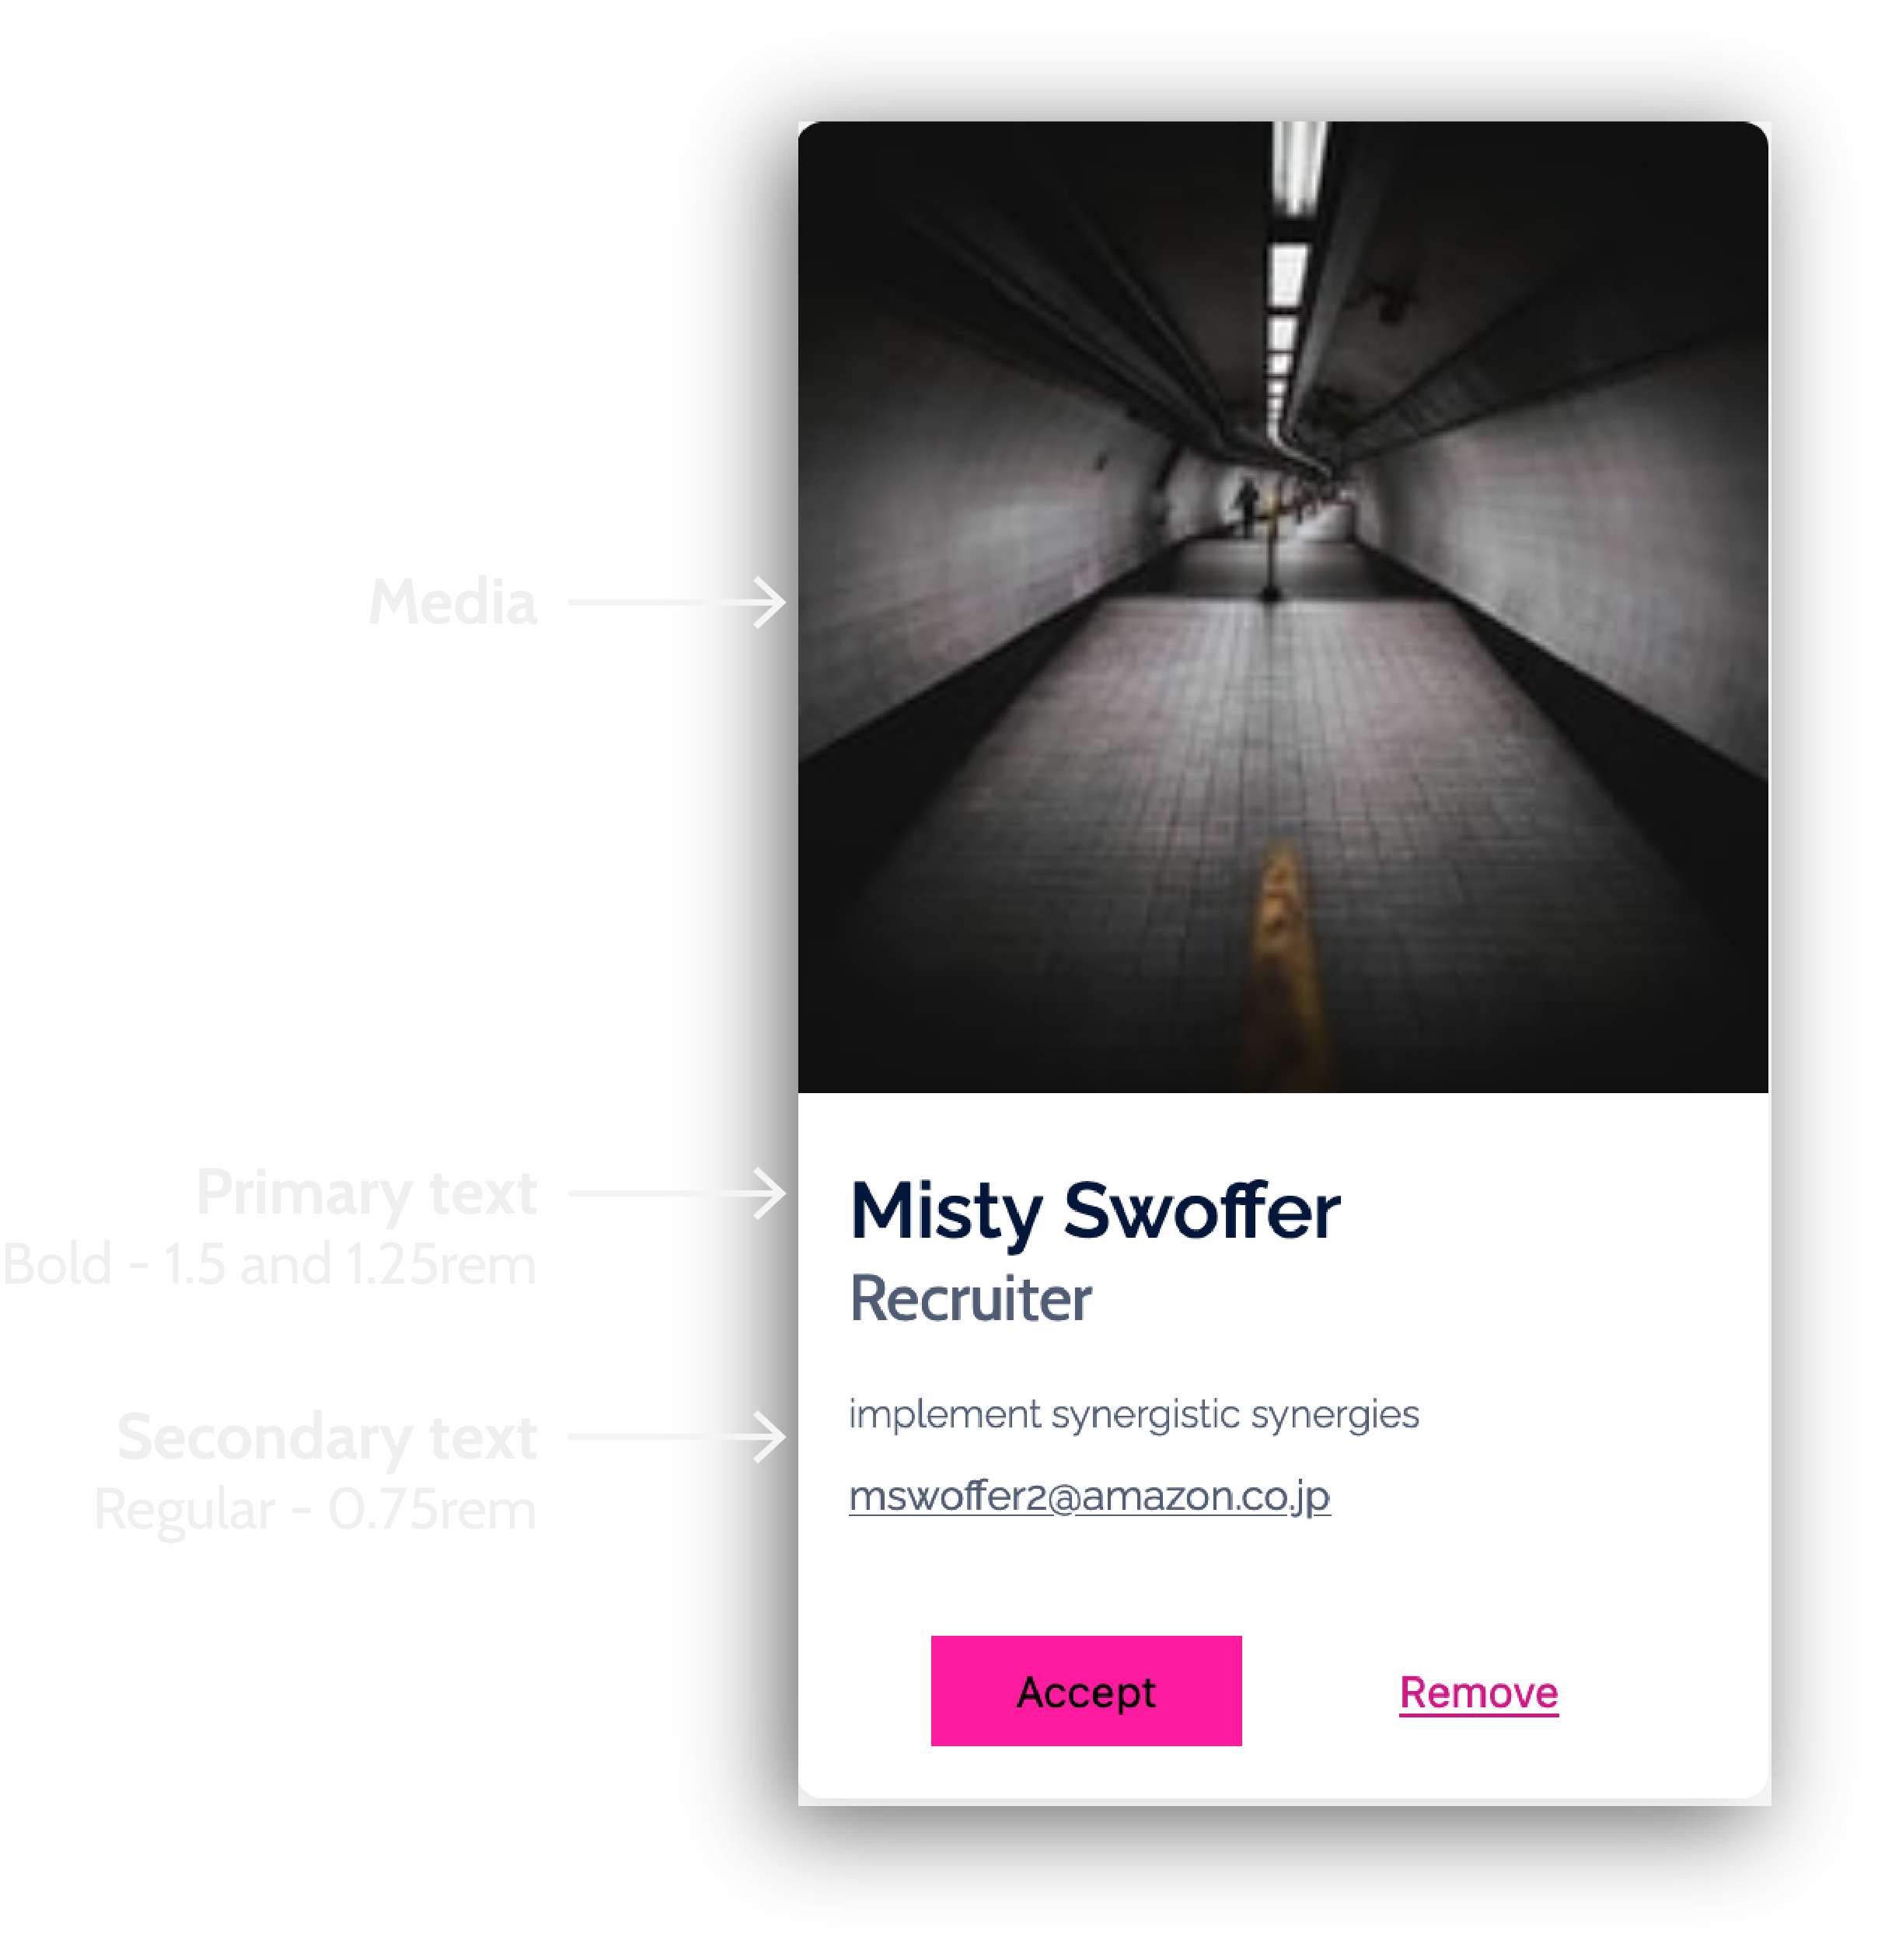 Media
Primary text
Bold - 1.5 and 1.25rem
Secondary text
Regular - 0.75rem
Misty Swoffer
Recruiter
implement synergistic synergies
mswoffer2@amazon.co.jp
Accept
Remove